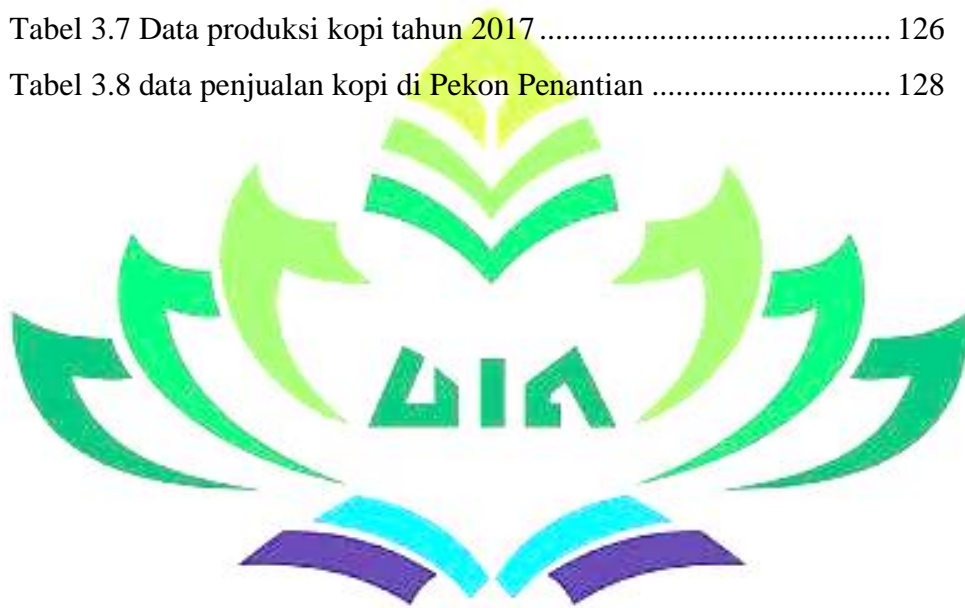 Tabel 3.7 Data produksi kopi tahun 2017............................................ 126
Tabel 3.8 data penjualan kopi di Pekon Penantian .............................. 128
UIN